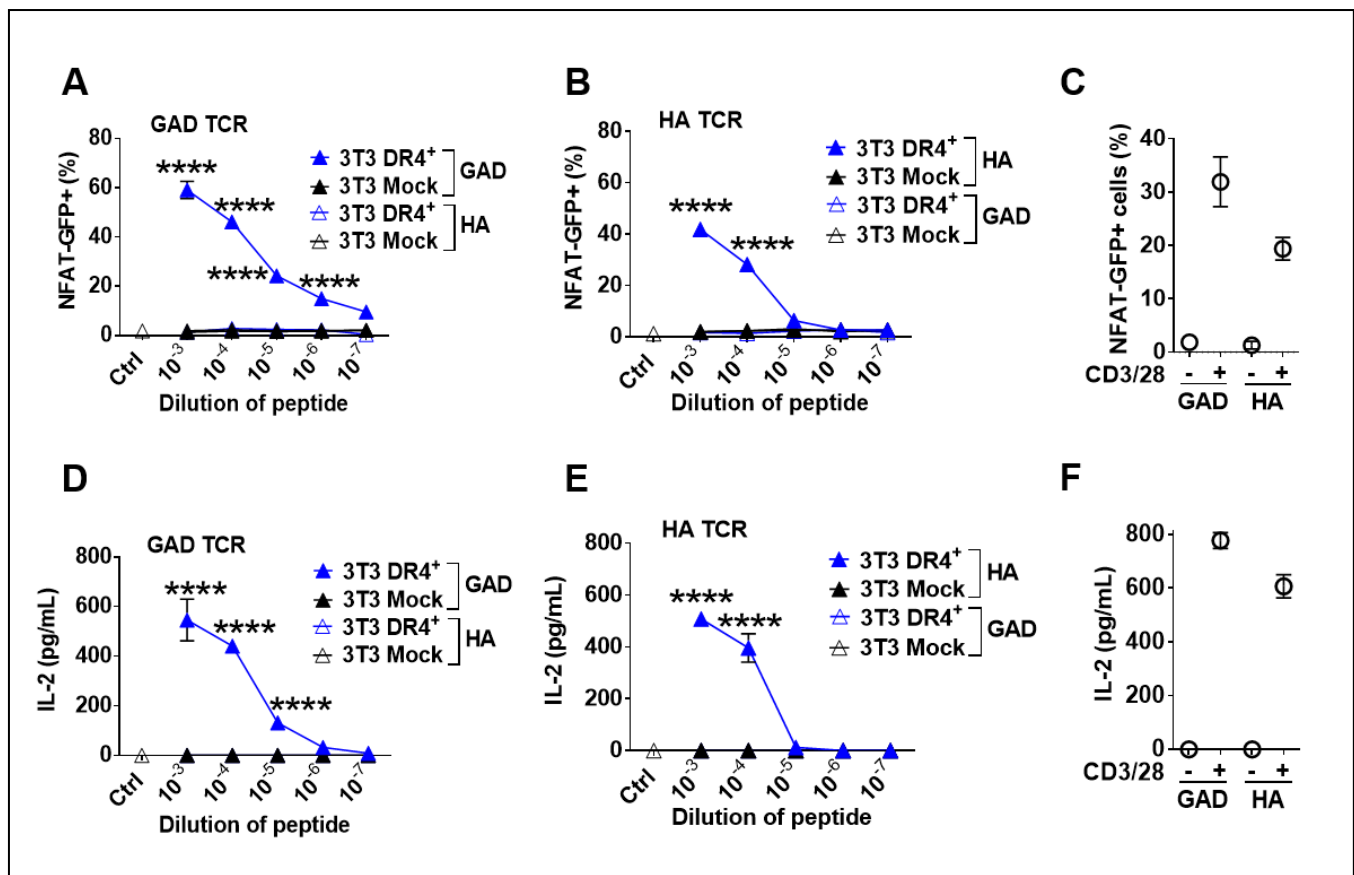 A
GAD TCR
NFAT-GFP+ (%)
80
60
40
20
0
****
****
****
****
3T3 DR4⁺
3T3 Mock
GAD
3T3 DR4⁺
3T3 Mock
HA
Ctrl
10⁻³
10⁻⁴
10⁻⁵
10⁻⁶
10⁻⁷
Dilution of peptide
B
HA TCR
NFAT-GFP+ (%)
80
60
40
20
0
****
****
3T3 DR4⁺
3T3 Mock
HA
3T3 DR4⁺
3T3 Mock
GAD
Ctrl
10⁻³
10⁻⁴
10⁻⁵
10⁻⁶
10⁻⁷
Dilution of peptide
C
NFAT-GFP+ cells (%)
40
30
20
10
0
CD3/28 - + - +
GAD HA
D
GAD TCR
IL-2 (pg/mL)
800
600
400
200
0
****
****
****
3T3 DR4⁺
3T3 Mock
GAD
3T3 DR4⁺
3T3 Mock
HA
Ctrl
10⁻³
10⁻⁴
10⁻⁵
10⁻⁶
10⁻⁷
Dilution of peptide
E
HA TCR
IL-2 (pg/mL)
800
600
400
200
0
****
****
3T3 DR4⁺
3T3 Mock
HA
3T3 DR4⁺
3T3 Mock
GAD
Ctrl
10⁻³
10⁻⁴
10⁻⁵
10⁻⁶
10⁻⁷
Dilution of peptide
F
IL-2 (pg/mL)
800
600
400
200
0
CD3/28 - + - +
GAD HA